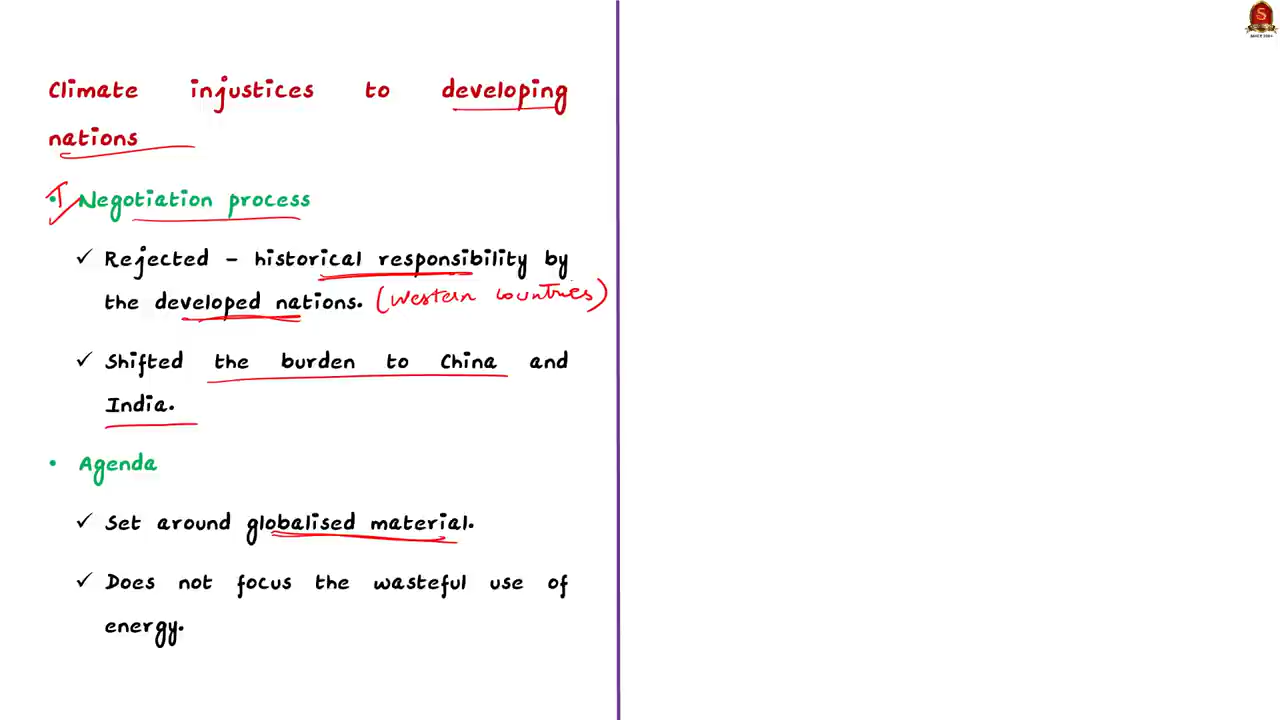 Climate injustices to developing
nations
• Negotiation process
✓ Rejected – historical responsibility by
the developed nations. (Western countries)
✓ Shifted the burden to China and
India.
• Agenda
✓ Set around globalised material.
✓ Does not focus the wasteful use of
energy.